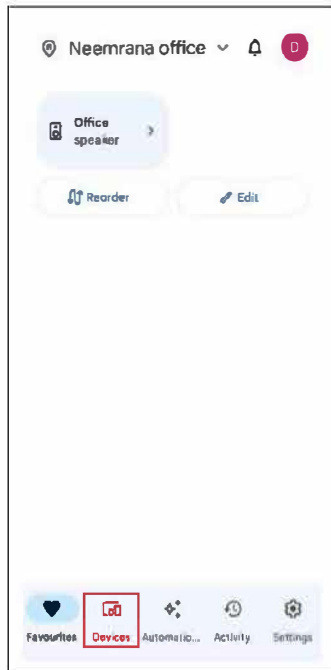 Neemrana office
D
Office
speaker
Reorder
Edit
Favourites Devices Automatio... Activity Settings